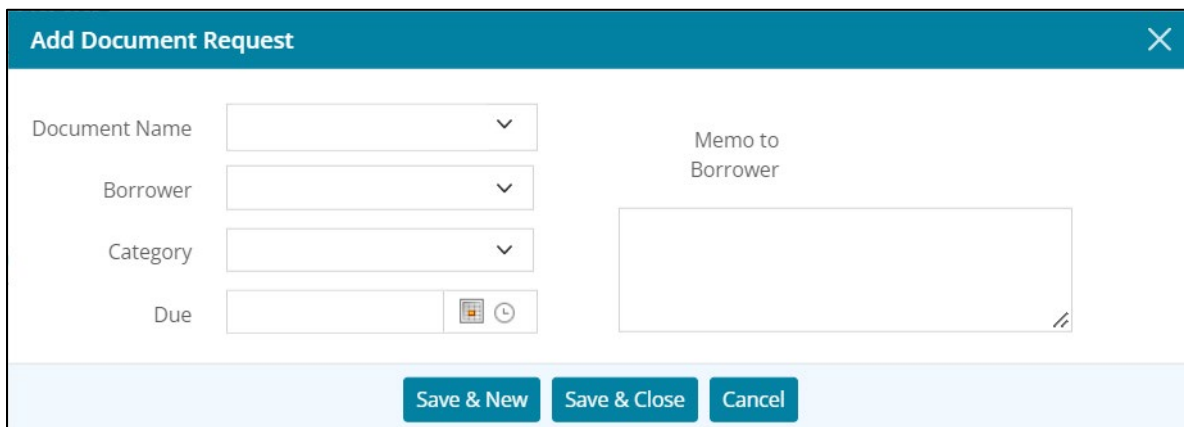 Add Document Request
Document Name
Borrower
Category
Due
Memo to
Borrower
Save & New
Save & Close
Cancel